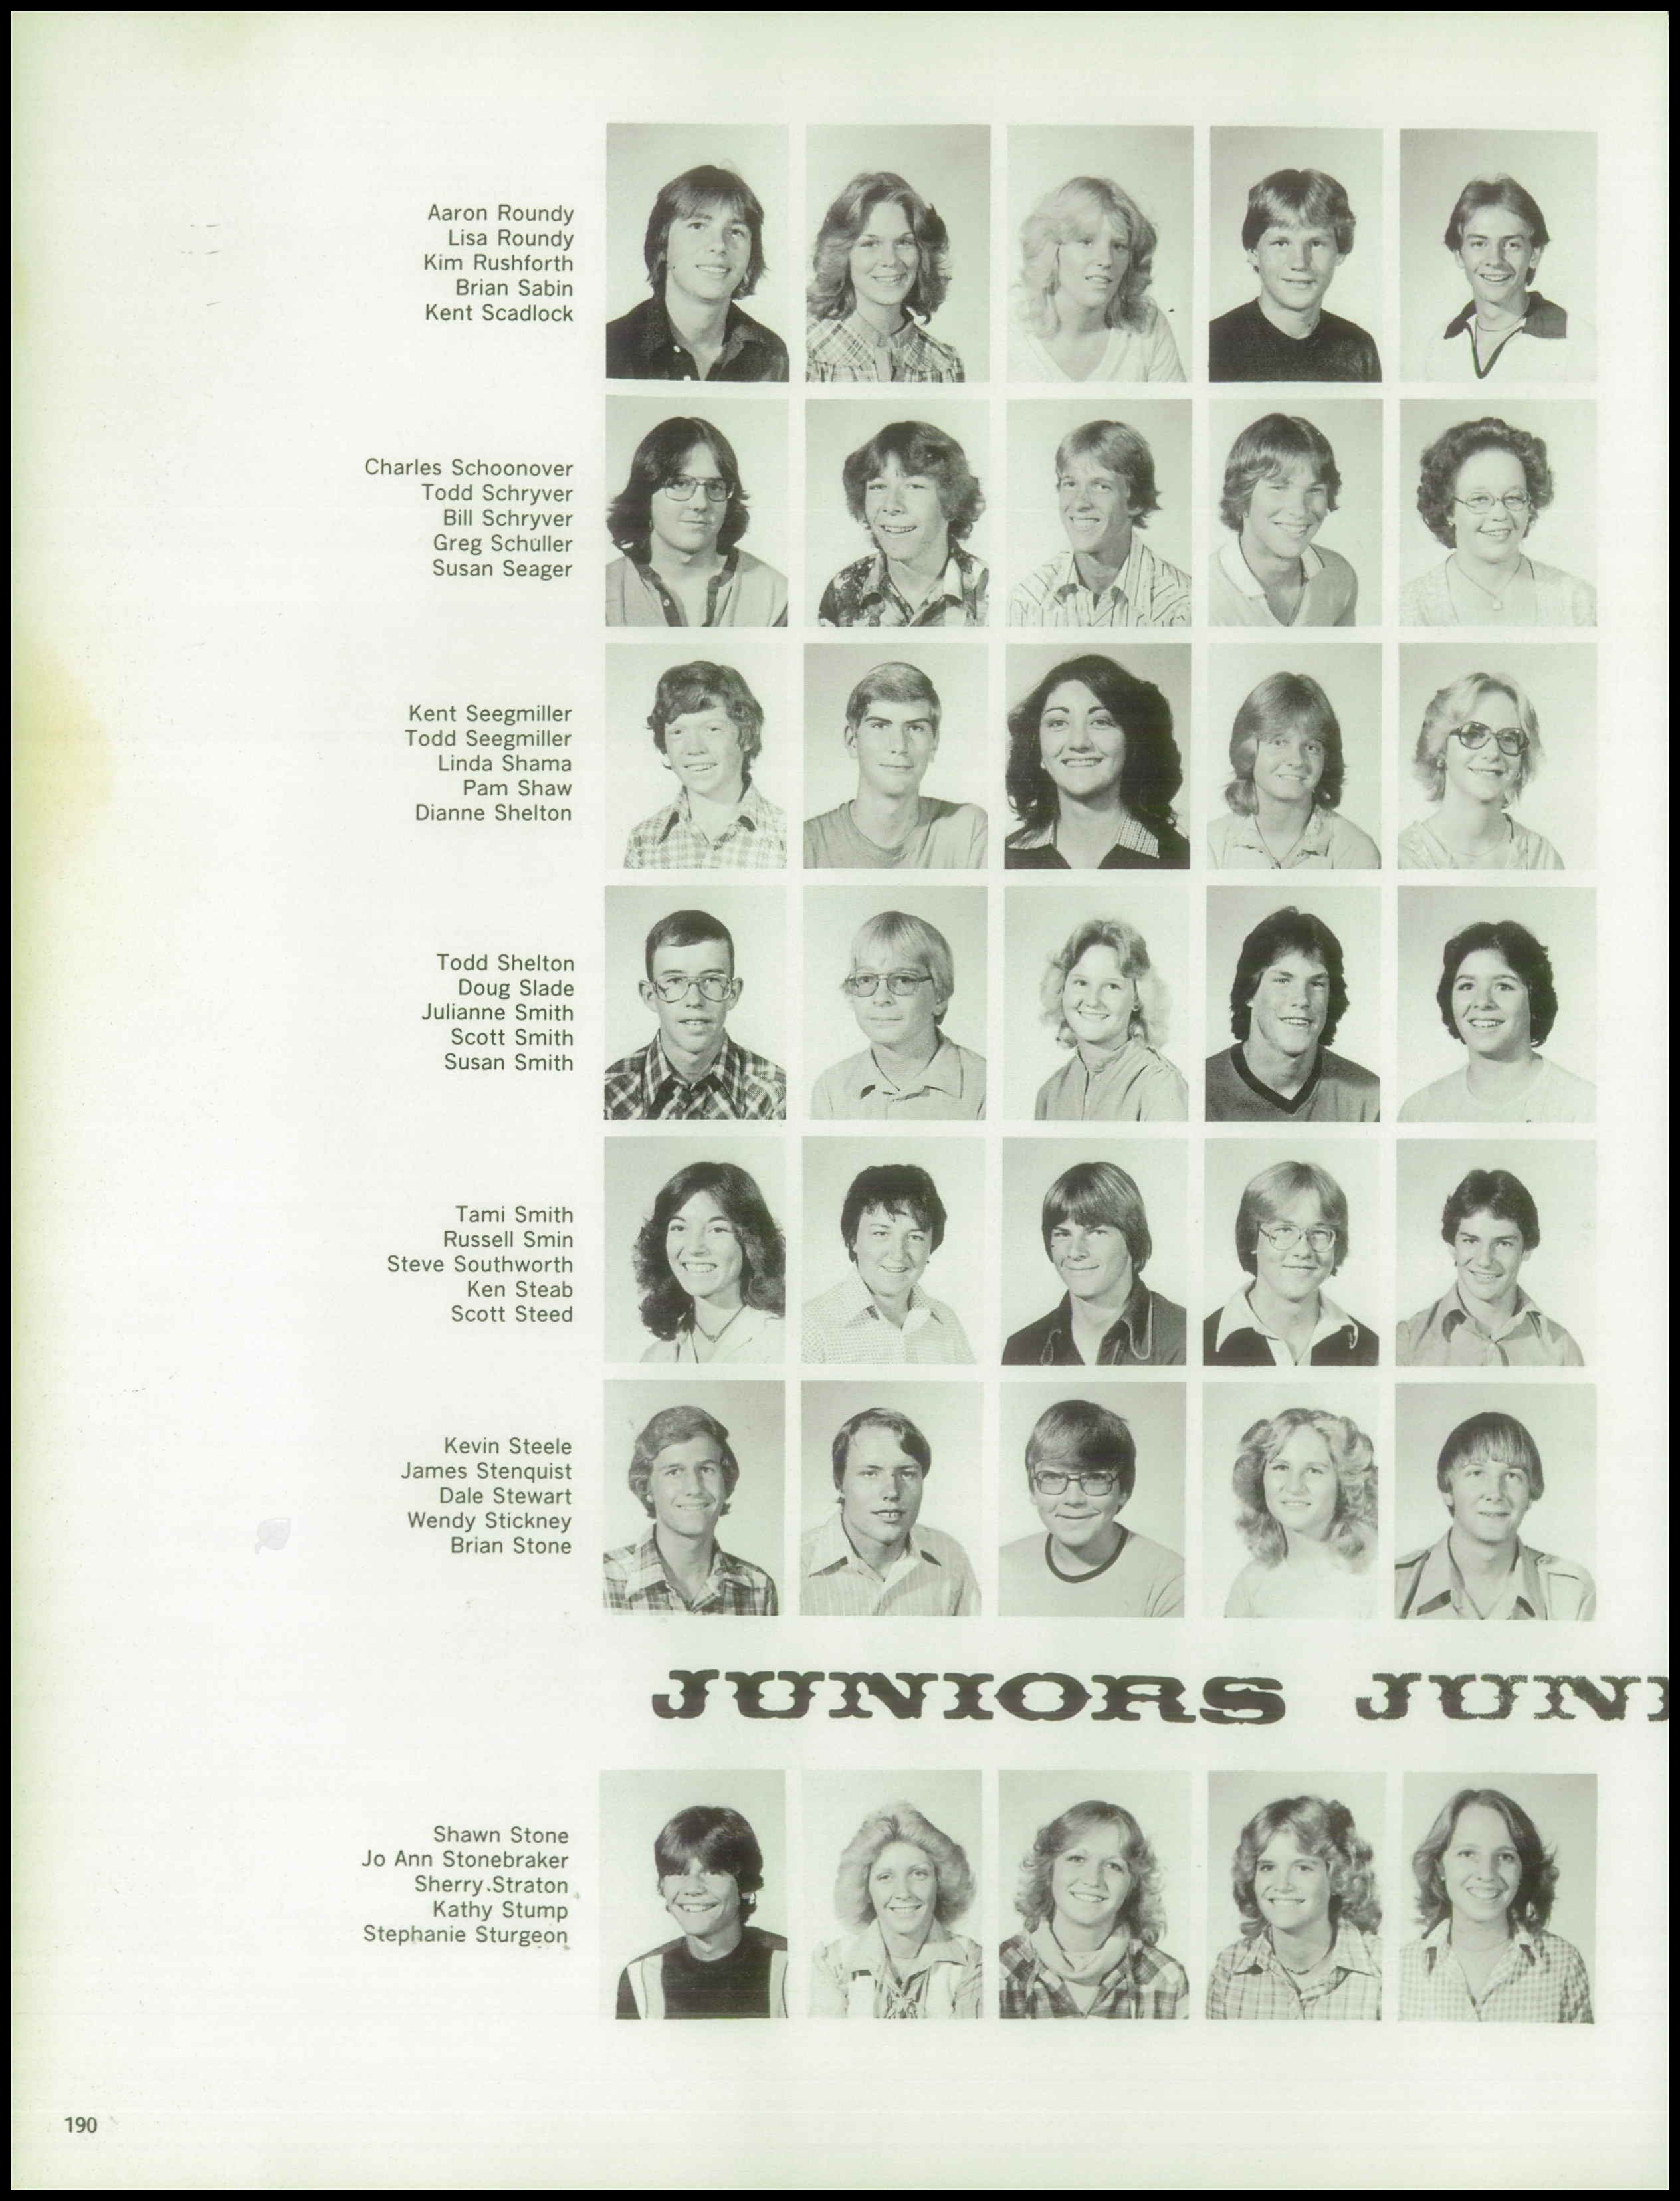 Aaron Roundy
Lisa Roundy
Kim Rushforth
Brian Sabin
Kent Scadlock
Charles Schoonover
Todd Schryver
Bill Schryver
Greg Schuller
Susan Seager
Kent Seegmiller
Todd Seegmiller
Linda Shama
Pam Shaw
Dianne Shelton
Todd Shelton
Doug Slade
Julianne Smith
Scott Smith
Susan Smith
Tami Smith
Russell Smin
Steve Southworth
Ken Steab
Scott Steed
Kevin Steele
James Stenquist
Dale Stewart
Wendy Stickney
Brian Stone
JUNIORS JUNI
Shawn Stone
Jo Ann Stonebraker
Sherry Straton
Kathy Stump
Stephanie Sturgeon
190